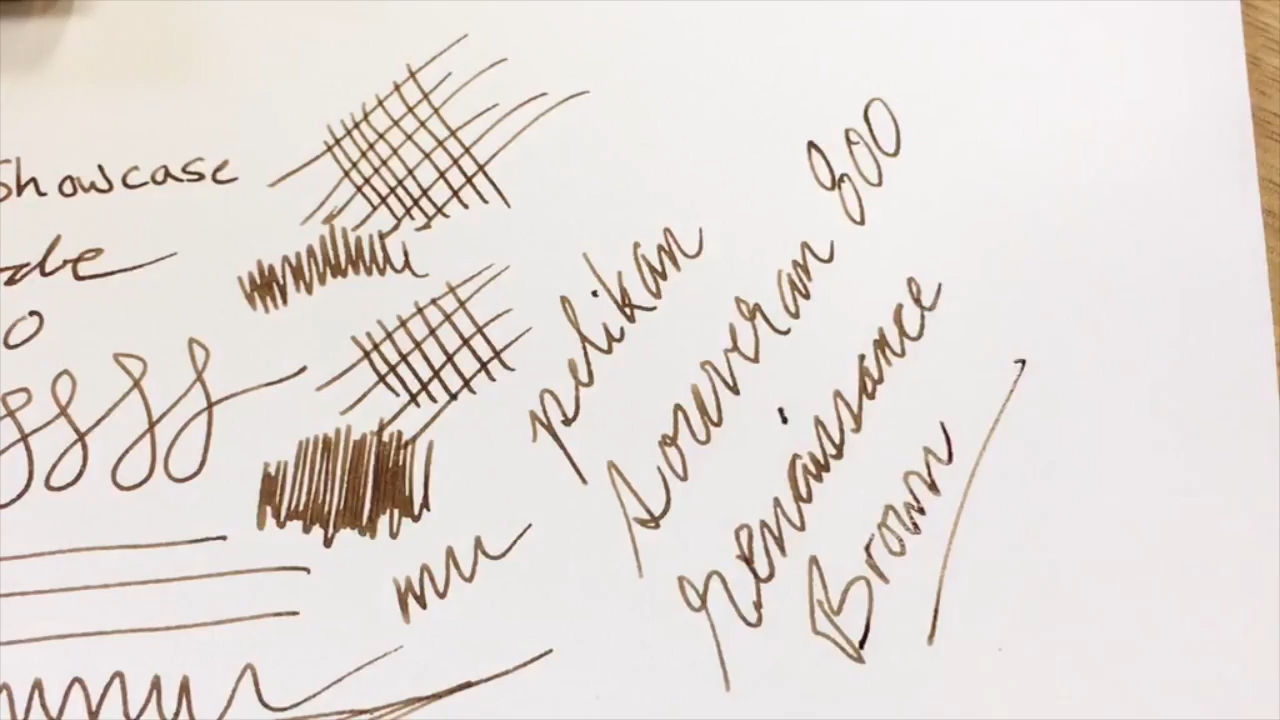 Showcase
o
pelikan
souveran 800
renaissance
Brown